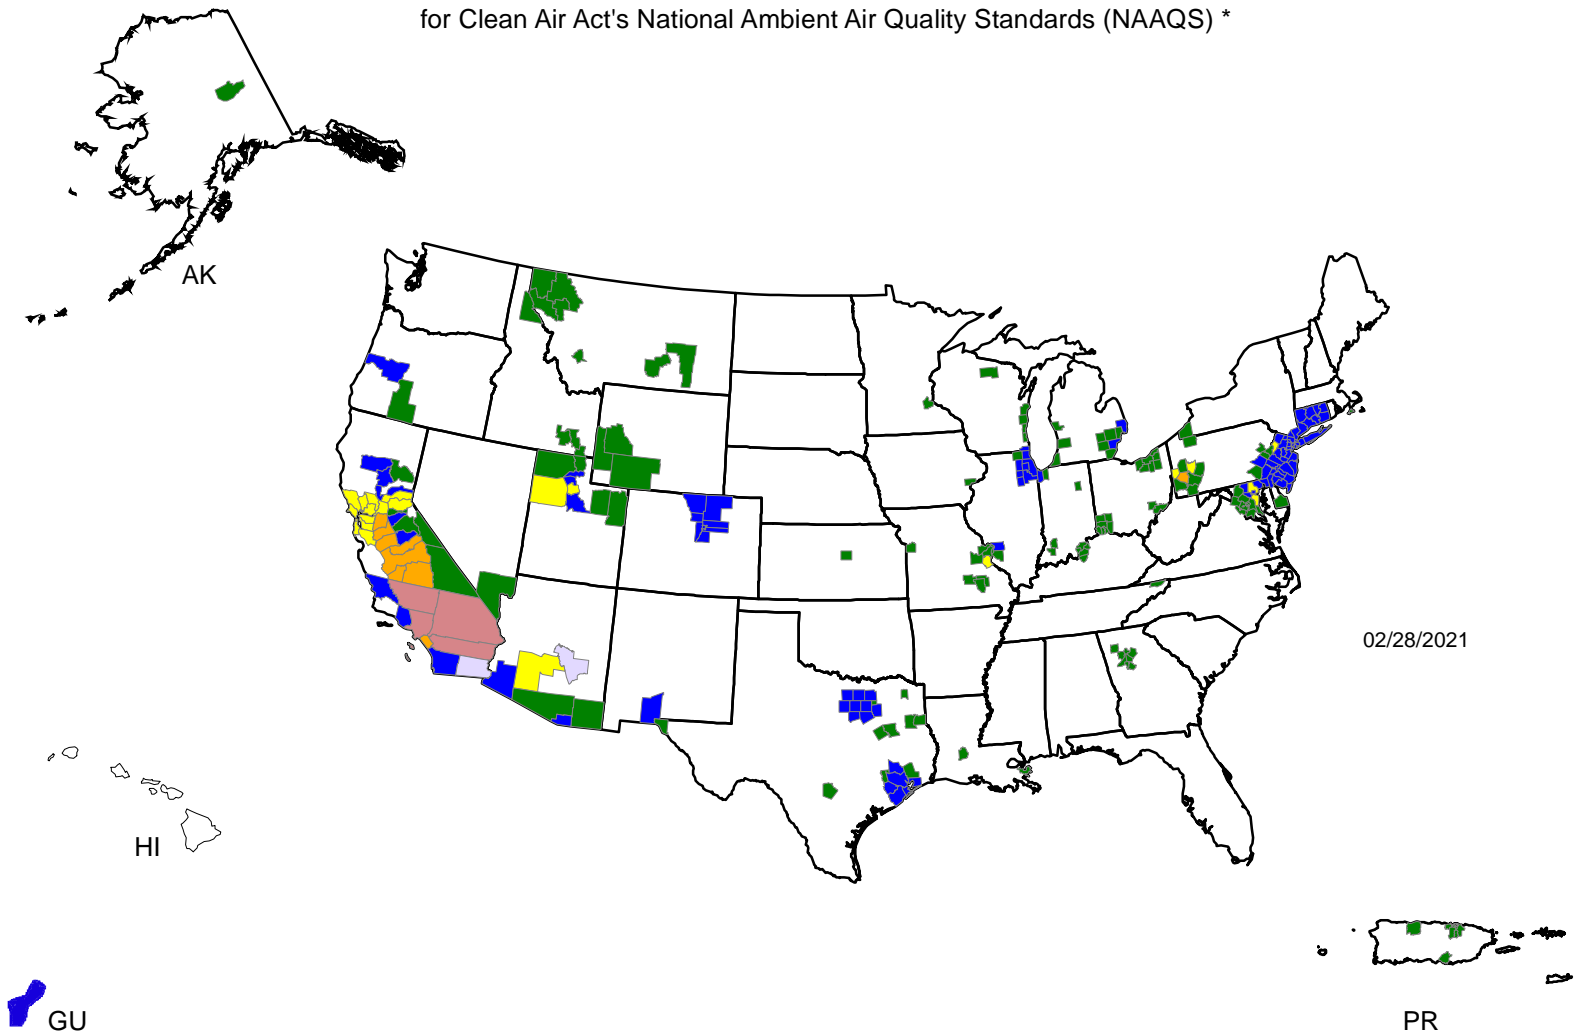 for Clean Air Act's National Ambient Air Quality Standards (NAAQS) *
AK
02/28/2021
HI
GU
PR